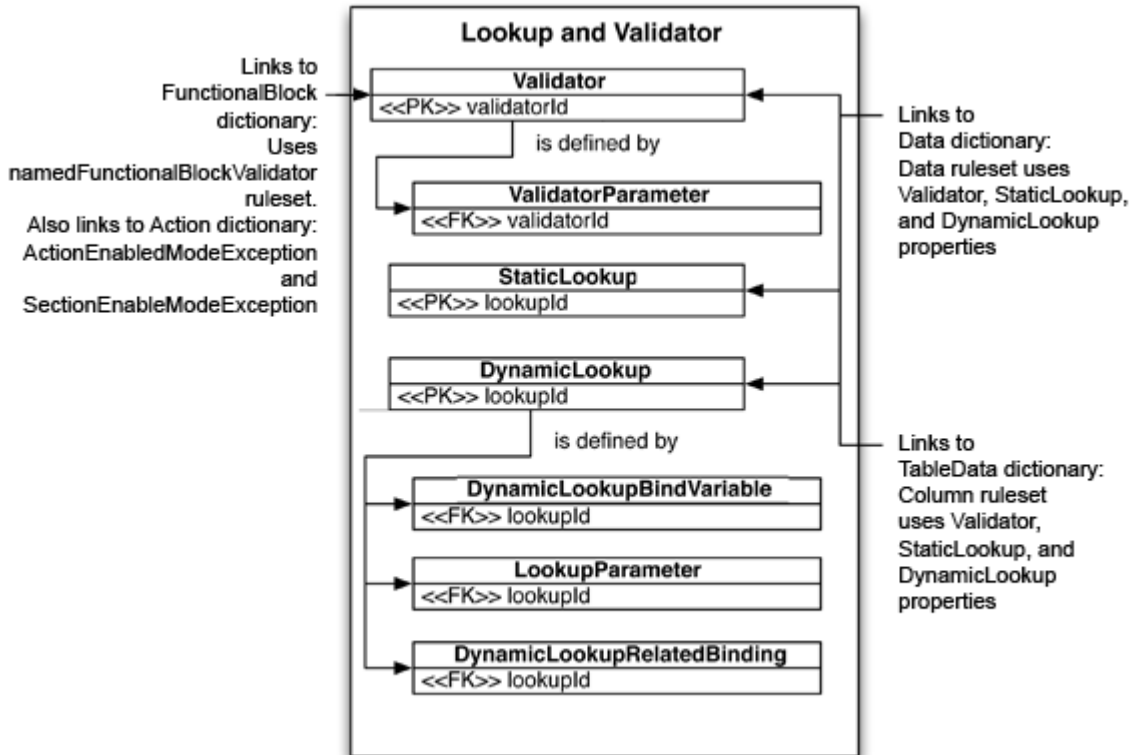 Lookup and Validator
Links to
FunctionalBlock
dictionary:
Uses
namedFunctionalBlockValidator
ruleset.
Also links to Action dictionary:
ActionEnabledModeException
and
SectionEnableModeException
Validator
<<PK>> validatorId
is defined by
ValidatorParameter
<<FK>> validatorId
StaticLookup
<<PK>> lookupId
DynamicLookup
<<PK>> lookupId
is defined by
DynamicLookupBindVariable
<<FK>> lookupId
LookupParameter
<<FK>> lookupId
DynamicLookupRelatedBinding
<<FK>> lookupId
Links to
Data dictionary:
Data ruleset uses
Validator, StaticLookup,
and DynamicLookup
properties
Links to
TableData dictionary:
Column ruleset
uses Validator,
StaticLookup, and
DynamicLookup
properties